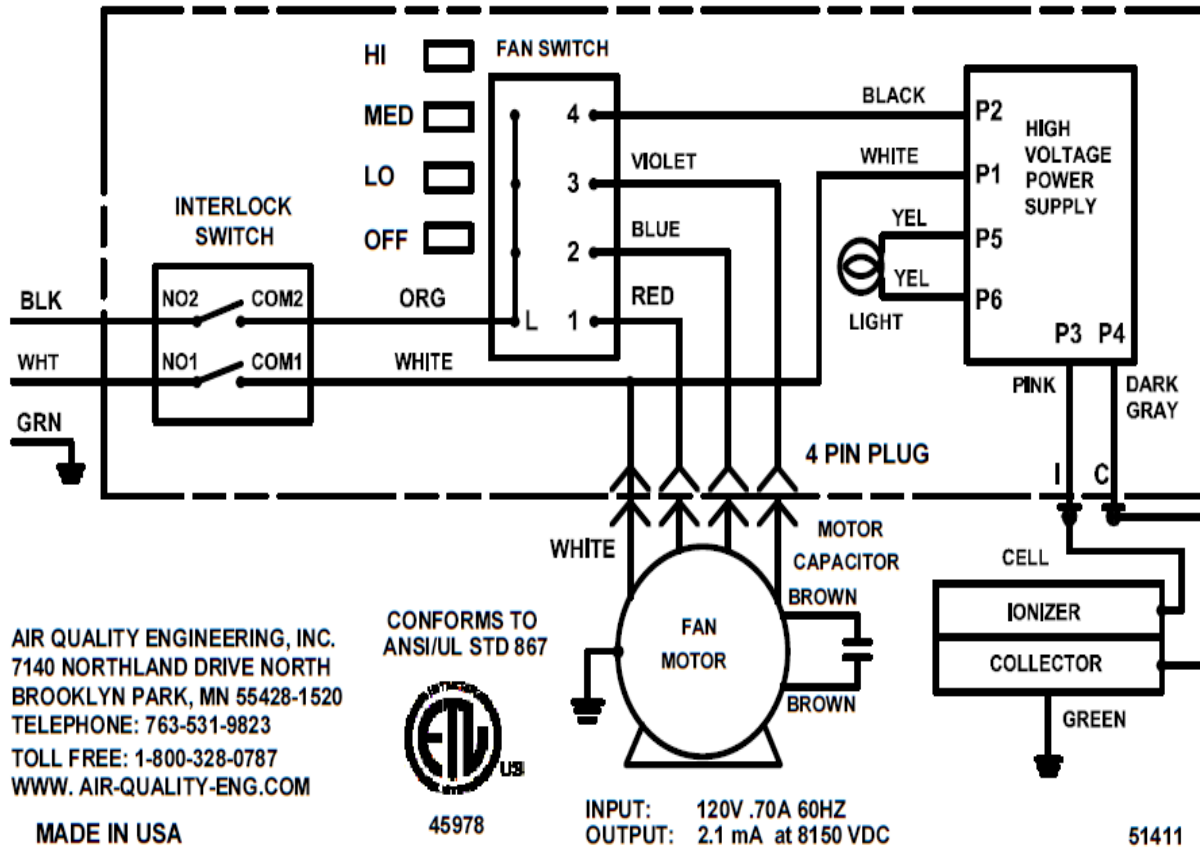 HI
MED
LO
OFF
FAN SWITCH
4
3
2
1
L
BLACK
WHITE
VIOLET
BLUE
RED
P2
P1
P5
P6
P3 P4
HIGH
VOLTAGE
POWER
SUPPLY
YEL
YEL
LIGHT
INTERLOCK
SWITCH
NO2 COM2
NO1 COM1
BLK
WHT
GRN
ORG
WHITE
PINK
DARK
GRAY
4 PIN PLUG
I C
WHITE
MOTOR
CAPACITOR
BROWN
BROWN
FAN
MOTOR
CELL
IONIZER
COLLECTOR
GREEN
AIR QUALITY ENGINEERING, INC.
7140 NORTHLAND DRIVE NORTH
BROOKLYN PARK, MN 55428-1520
TELEPHONE: 763-531-9823
TOLL FREE: 1-800-328-0787
WWW. AIR-QUALITY-ENG.COM
MADE IN USA
CONFORMS TO
ANSI/UL STD 867
ETL
US
45978
INPUT: 120V .70A 60HZ
OUTPUT: 2.1 mA at 8150 VDC
51411